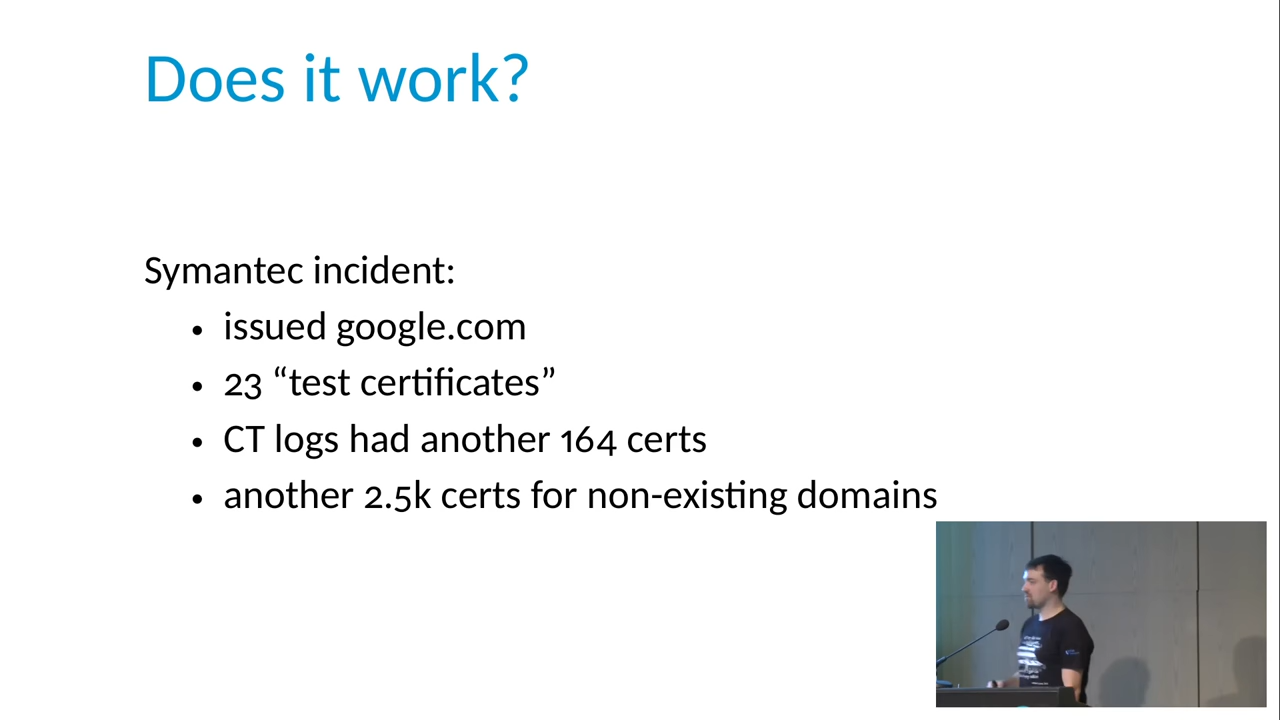 Does it work?
Symantec incident:
• issued google.com
• 23 “test certificates”
• CT logs had another 164 certs
• another 2.5k certs for non-existing domains